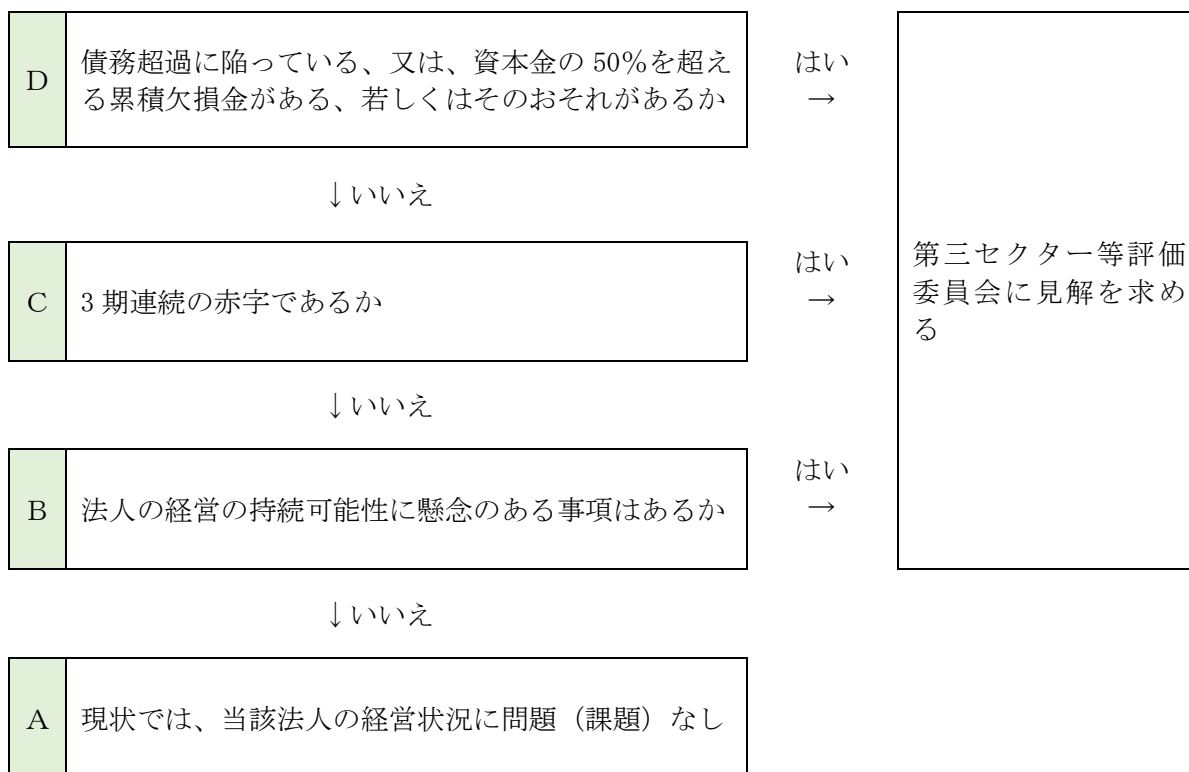 D
債務超過に陥っている、又は、資本金の 50%を超え
る累積欠損金がある、若しくはそのおそれがあるか
はい
→
↓いいえ
C
3 期連続の赤字であるか
はい
→
第三セクター等評価
委員会に見解を求め
る
↓いいえ
B
法人の経営の持続可能性に懸念のある事項はあるか
はい
→
↓いいえ
A
現状では、当該法人の経営状況に問題（課題）なし